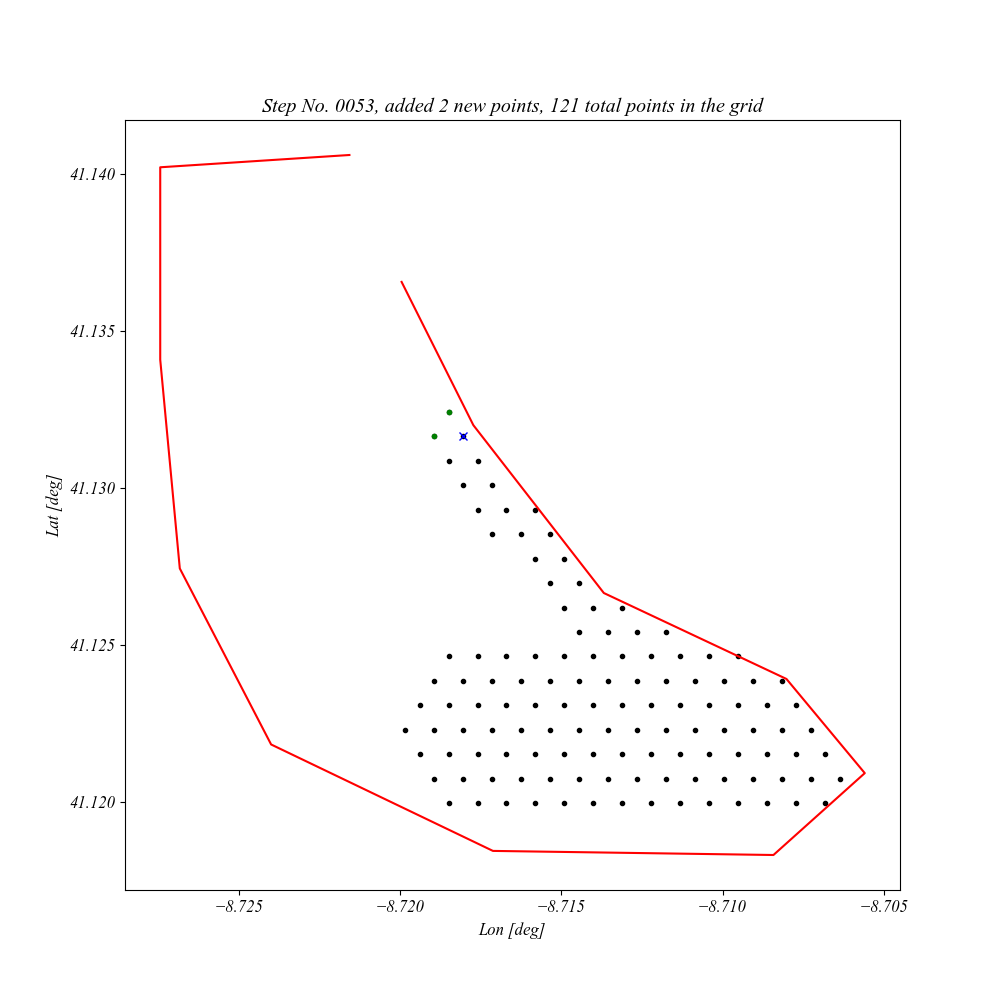 Step No. 0053, added 2 new points, 121 total points in the grid
41.140
41.135
41.130
41.125
41.120
Lat [deg]
−8.725 −8.720 −8.715 −8.710 −8.705
Lon [deg]